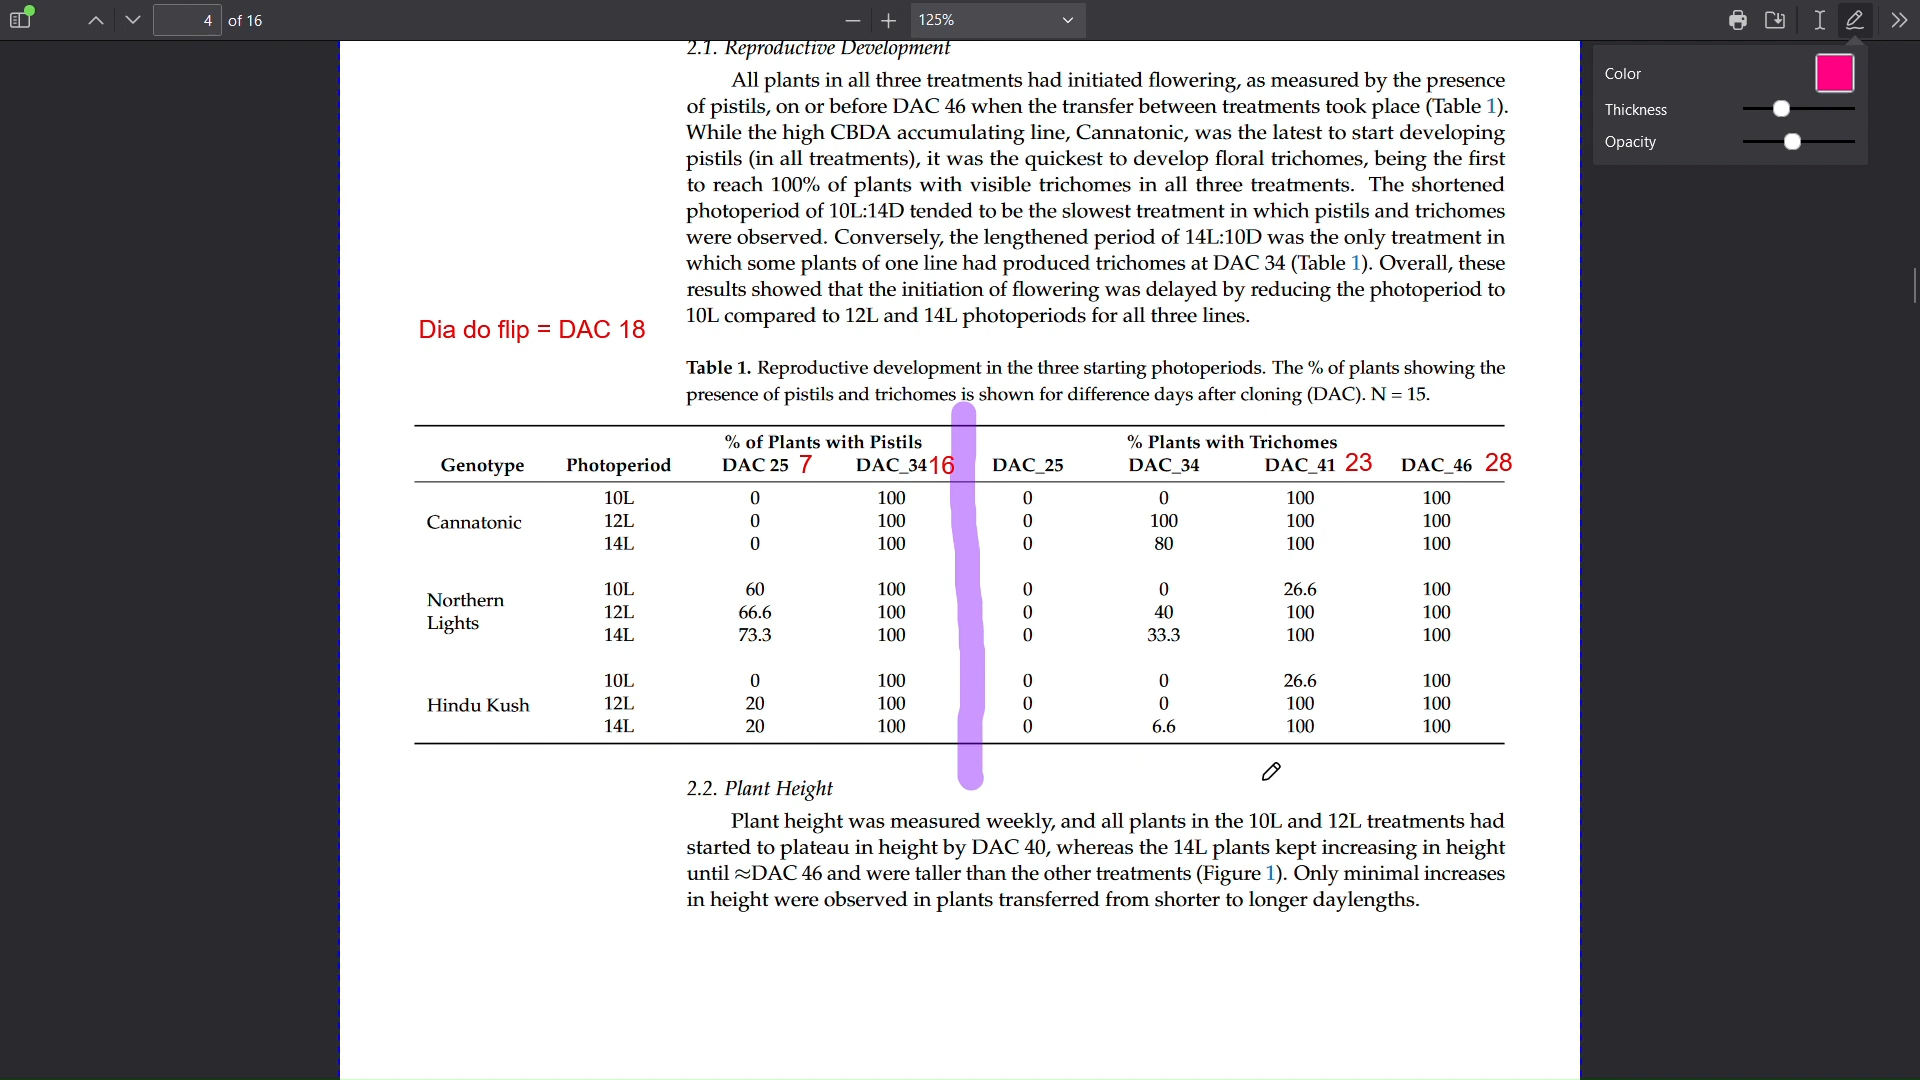 4 of 16
125%
Color
Thickness
Opacity
2.1. Reproductive Development
All plants in all three treatments had initiated flowering, as measured by the presence
of pistils, on or before DAC 46 when the transfer between treatments took place (Table 1).
While the high CBDA accumulating line, Cannatonic, was the latest to start developing
pistils (in all treatments), it was the quickest to develop floral trichomes, being the first
to reach 100% of plants with visible trichomes in all three treatments. The shortened
photoperiod of 10L:14D tended to be the slowest treatment in which pistils and trichomes
were observed. Conversely, the lengthened period of 14L:10D was the only treatment in
which some plants of one line had produced trichomes at DAC 34 (Table 1). Overall, these
results showed that the initiation of flowering was delayed by reducing the photoperiod to
10L compared to 12L and 14L photoperiods for all three lines.
Dia do flip = DAC 18
Table 1. Reproductive development in the three starting photoperiods. The % of plants showing the
presence of pistils and trichomes is shown for difference days after cloning (DAC). N = 15.
% of Plants with Pistils % Plants with Trichomes
Genotype Photoperiod DAC 25 7 DAC_34 16 DAC_25 DAC_34 DAC_41 23 DAC_46 28
10L 0 100 0 0 100 100
Cannatonic 12L 0 100 0 100 100 100
14L 0 100 0 80 100 100
Northern
Lights
10L 60 100 0 0 26.6 100
12L 66.6 100 0 40 100 100
14L 73.3 100 0 33.3 100 100
10L 0 100 0 0 26.6 100
Hindu Kush 12L 20 100 0 0 100 100
14L 20 100 0 6.6 100 100
2.2. Plant Height
Plant height was measured weekly, and all plants in the 10L and 12L treatments had
started to plateau in height by DAC 40, whereas the 14L plants kept increasing in height
until ≈DAC 46 and were taller than the other treatments (Figure 1). Only minimal increases
in height were observed in plants transferred from shorter to longer daylengths.